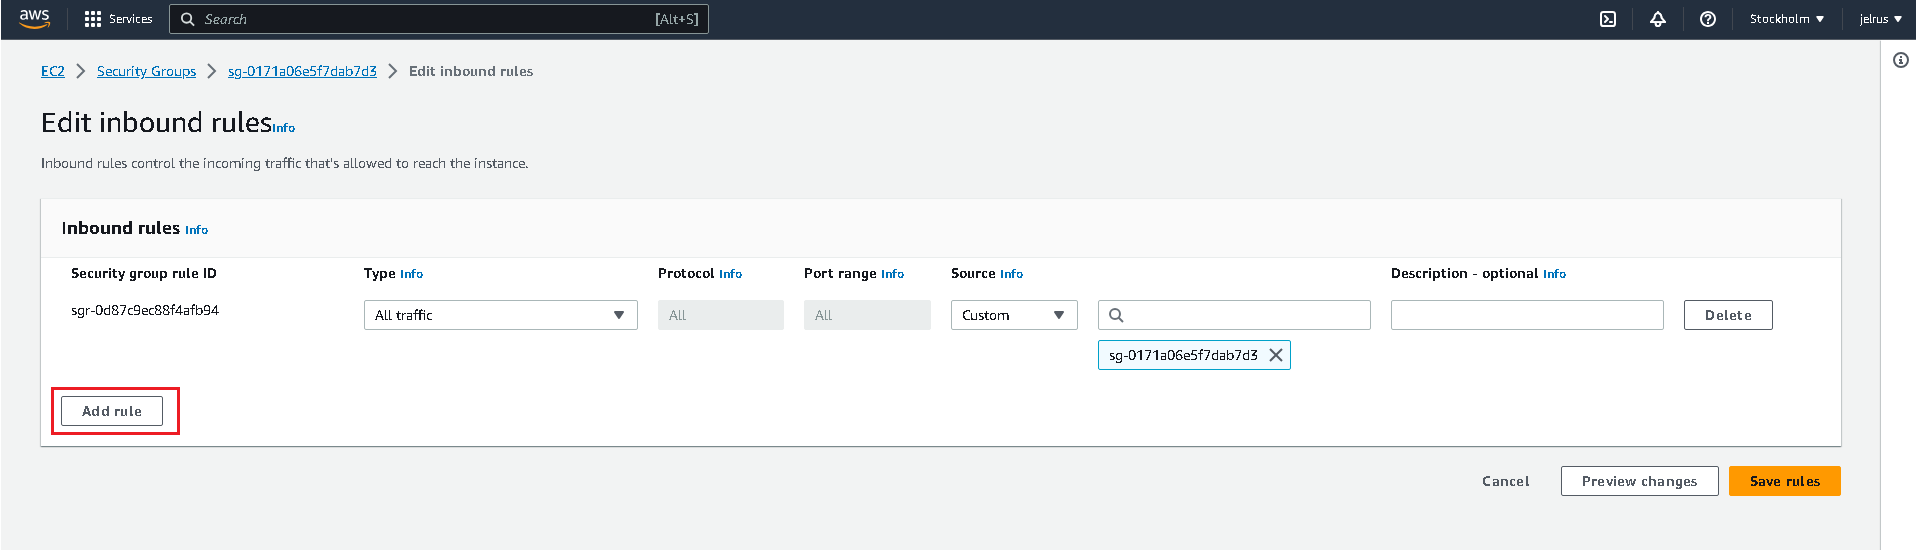 aws Services Search [Alt+S] Stockholm jelrus
EC2 Security Groups sg-0171a06e5f7dab7d3 Edit inbound rules
Edit inbound rules Info
Inbound rules control the incoming traffic that's allowed to reach the instance.
Inbound rules Info
Security group rule ID Type Info Protocol Info Port range Info Source Info Description - optional Info
sgr-0d87c9ec88f4afb94 All traffic All All Custom Delete
sg-0171a06e5f7dab7d3
Add rule
Cancel Preview changes Save rules